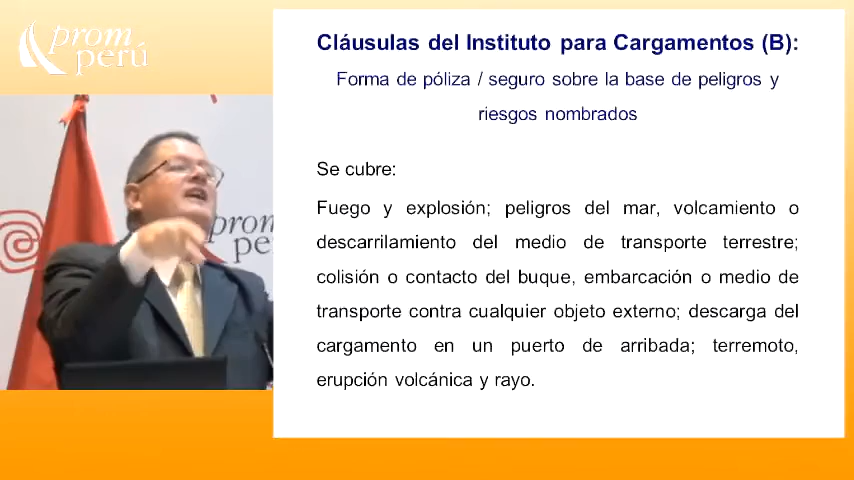 prom
perú
Cláusulas del Instituto para Cargamentos (B):
Forma de póliza / seguro sobre la base de peligros y
riesgos nombrados
Se cubre:
Fuego y explosión; peligros del mar, volcamiento o
descarrilamiento del medio de transporte terrestre;
colisión o contacto del buque, embarcación o medio de
transporte contra cualquier objeto externo; descarga del
cargamento en un puerto de arribada; terremoto,
erupción volcánica y rayo.
prom
pe